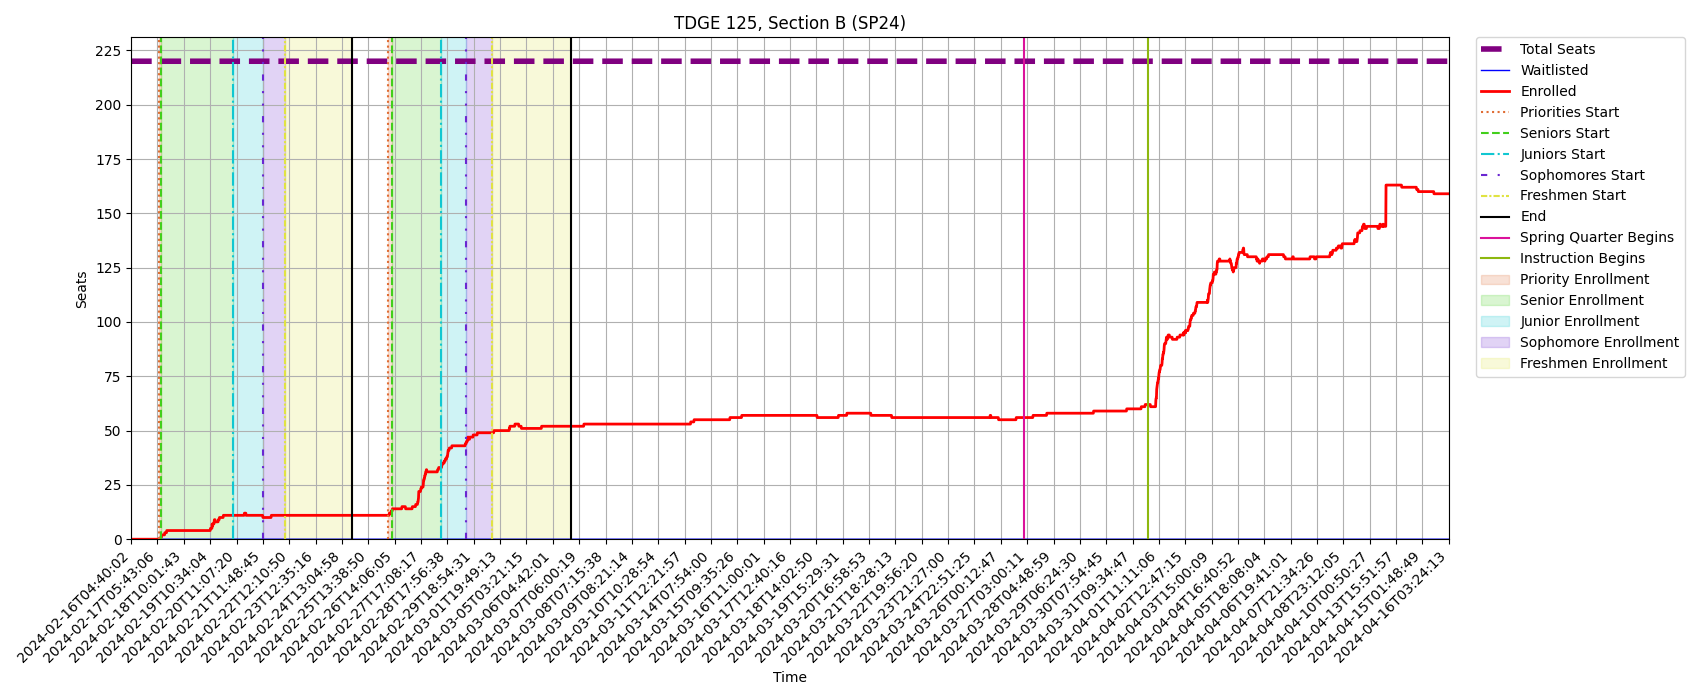 TDGE 125, Section B (SP24)
Seats
225
200
175
150
125
100
75
50
25
0
2024-02-16T04:40:02
2024-02-17T05:43:06
2024-02-18T10:01:43
2024-02-19T10:34:04
2024-02-20T11:07:20
2024-02-21T11:48:45
2024-02-22T12:10:50
2024-02-23T12:35:16
2024-02-24T13:04:58
2024-02-25T13:38:50
2024-02-26T14:06:05
2024-02-27T17:08:17
2024-02-28T17:56:38
2024-02-29T18:54:31
2024-03-01T19:49:13
2024-03-05T03:21:15
2024-03-06T04:42:01
2024-03-07T06:00:19
2024-03-08T07:15:38
2024-03-09T08:21:14
2024-03-10T10:28:54
2024-03-11T12:21:57
2024-03-14T07:54:00
2024-03-15T09:35:26
2024-03-16T11:00:01
2024-03-17T12:40:16
2024-03-18T14:02:50
2024-03-19T15:29:31
2024-03-20T16:58:53
2024-03-21T18:28:13
2024-03-22T19:56:20
2024-03-23T21:27:00
2024-03-24T22:51:25
2024-03-26T00:12:47
2024-03-27T03:00:11
2024-03-28T04:48:59
2024-03-29T06:24:30
2024-03-30T07:54:45
2024-03-31T09:34:47
2024-04-01T11:11:06
2024-04-02T12:47:15
2024-04-03T15:00:09
2024-04-04T16:40:52
2024-04-05T18:08:04
2024-04-06T19:41:01
2024-04-07T21:34:26
2024-04-08T23:12:05
2024-04-10T00:50:27
2024-04-13T15:51:57
2024-04-15T01:48:49
2024-04-16T03:24:13
Time
Total Seats
Waitlisted
Enrolled
Priorities Start
Seniors Start
Juniors Start
Sophomores Start
Freshmen Start
End
Spring Quarter Begins
Instruction Begins
Priority Enrollment
Senior Enrollment
Junior Enrollment
Sophomore Enrollment
Freshmen Enrollment